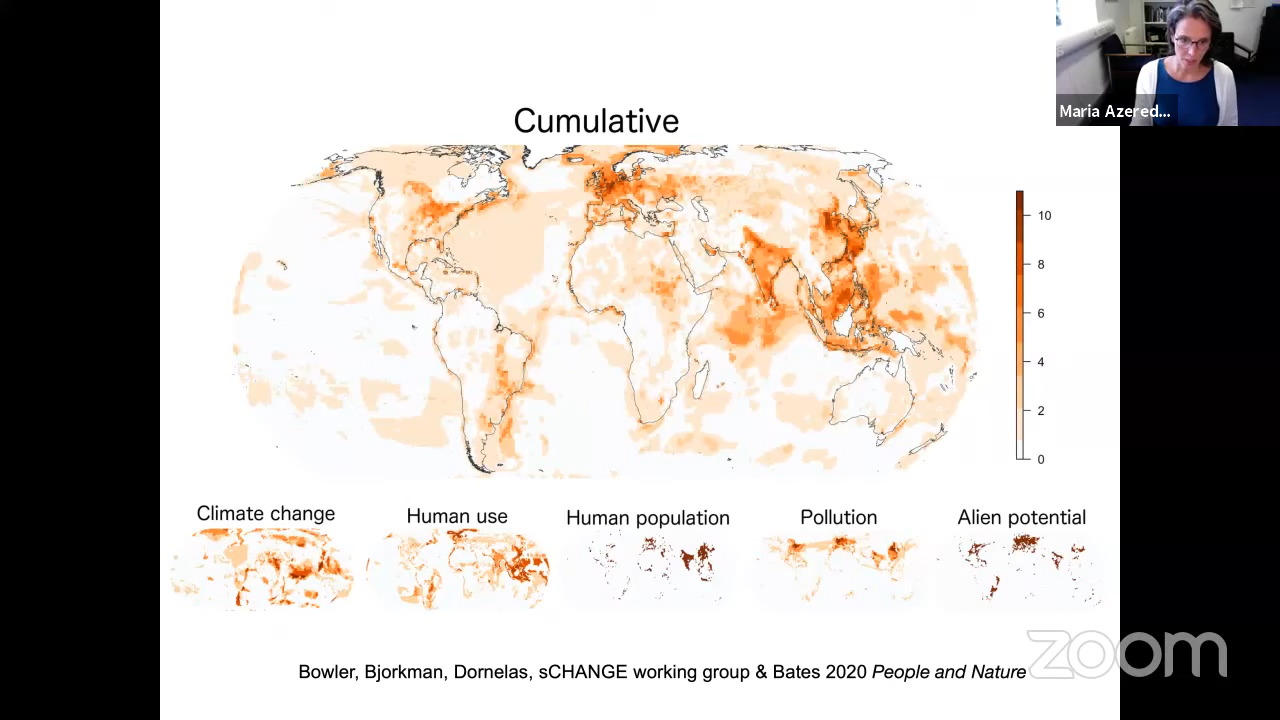 Maria Azered...
Cumulative
10
8
6
4
2
0
Climate change
Human use
Human population
Pollution
Alien potential
zoom
Bowler, Bjorkman, Dornelas, sCHANGE working group & Bates 2020 People and Nature